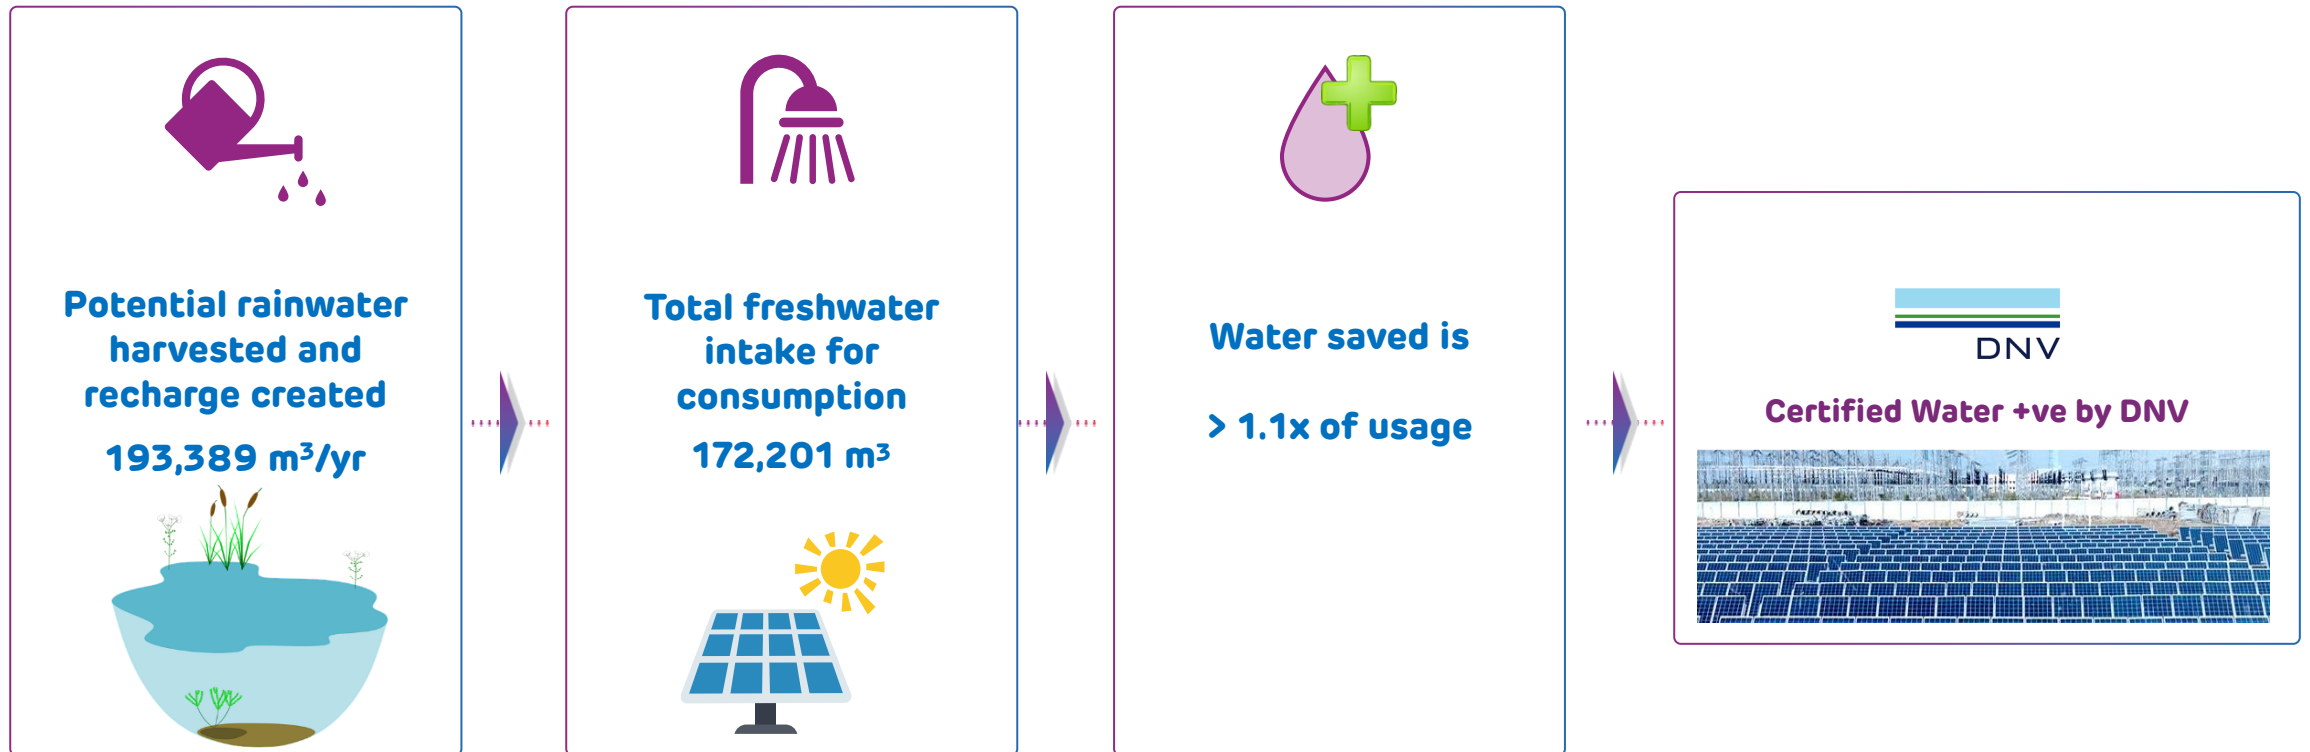 Potential rainwater
harvested and
recharge created
193,389 m³/yr
Total freshwater
intake for
consumption
172,201 m³
Water saved is
> 1.1x of usage
DNV
Certified Water +ve by DNV